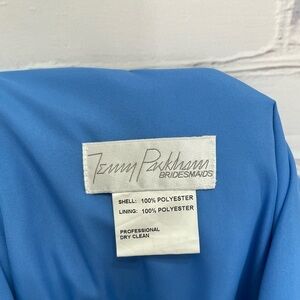 Jenny Packham
BRIDESMAIDS
SHELL: 100% POLYESTER
LINING: 100% POLYESTER
PROFESSIONAL
DRY CLEAN